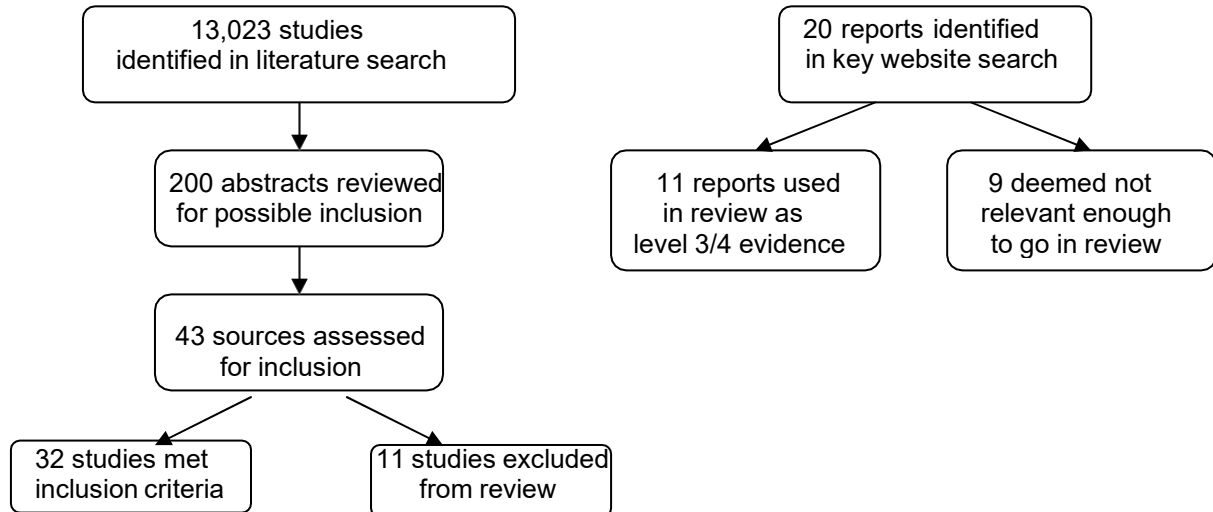 13,023 studies
identified in literature search
200 abstracts reviewed
for possible inclusion
43 sources assessed
for inclusion
32 studies met
inclusion criteria
11 studies excluded
from review
20 reports identified
in key website search
11 reports used
in review as
level 3/4 evidence
9 deemed not
relevant enough
to go in review